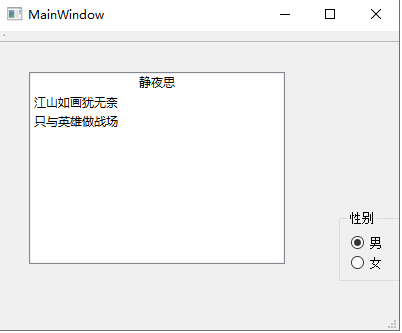 MainWindow
静夜思
江山如画犹无奈
只与英雄做战场
性别
男
女